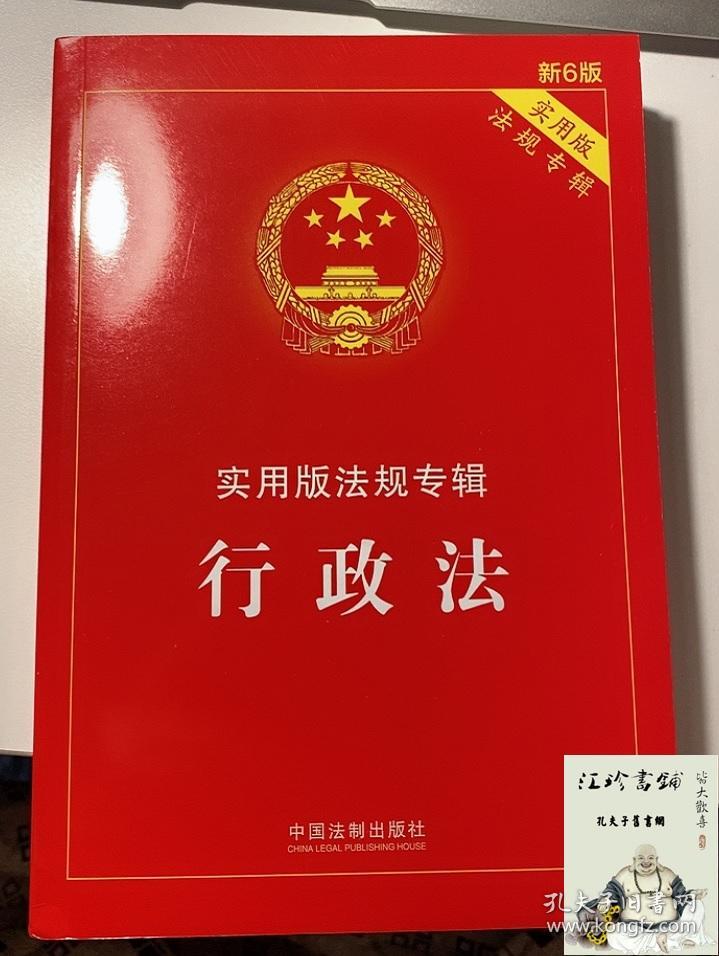 新6版
实用版
法规专辑
实用版法规专辑
行政法
中国法制出版社
CHINA LEGAL PUBLISHING HOUSE
江珍書鋪
皆大歡喜
孔夫子舊書網
孔夫子旧书网
www.kongfz.com